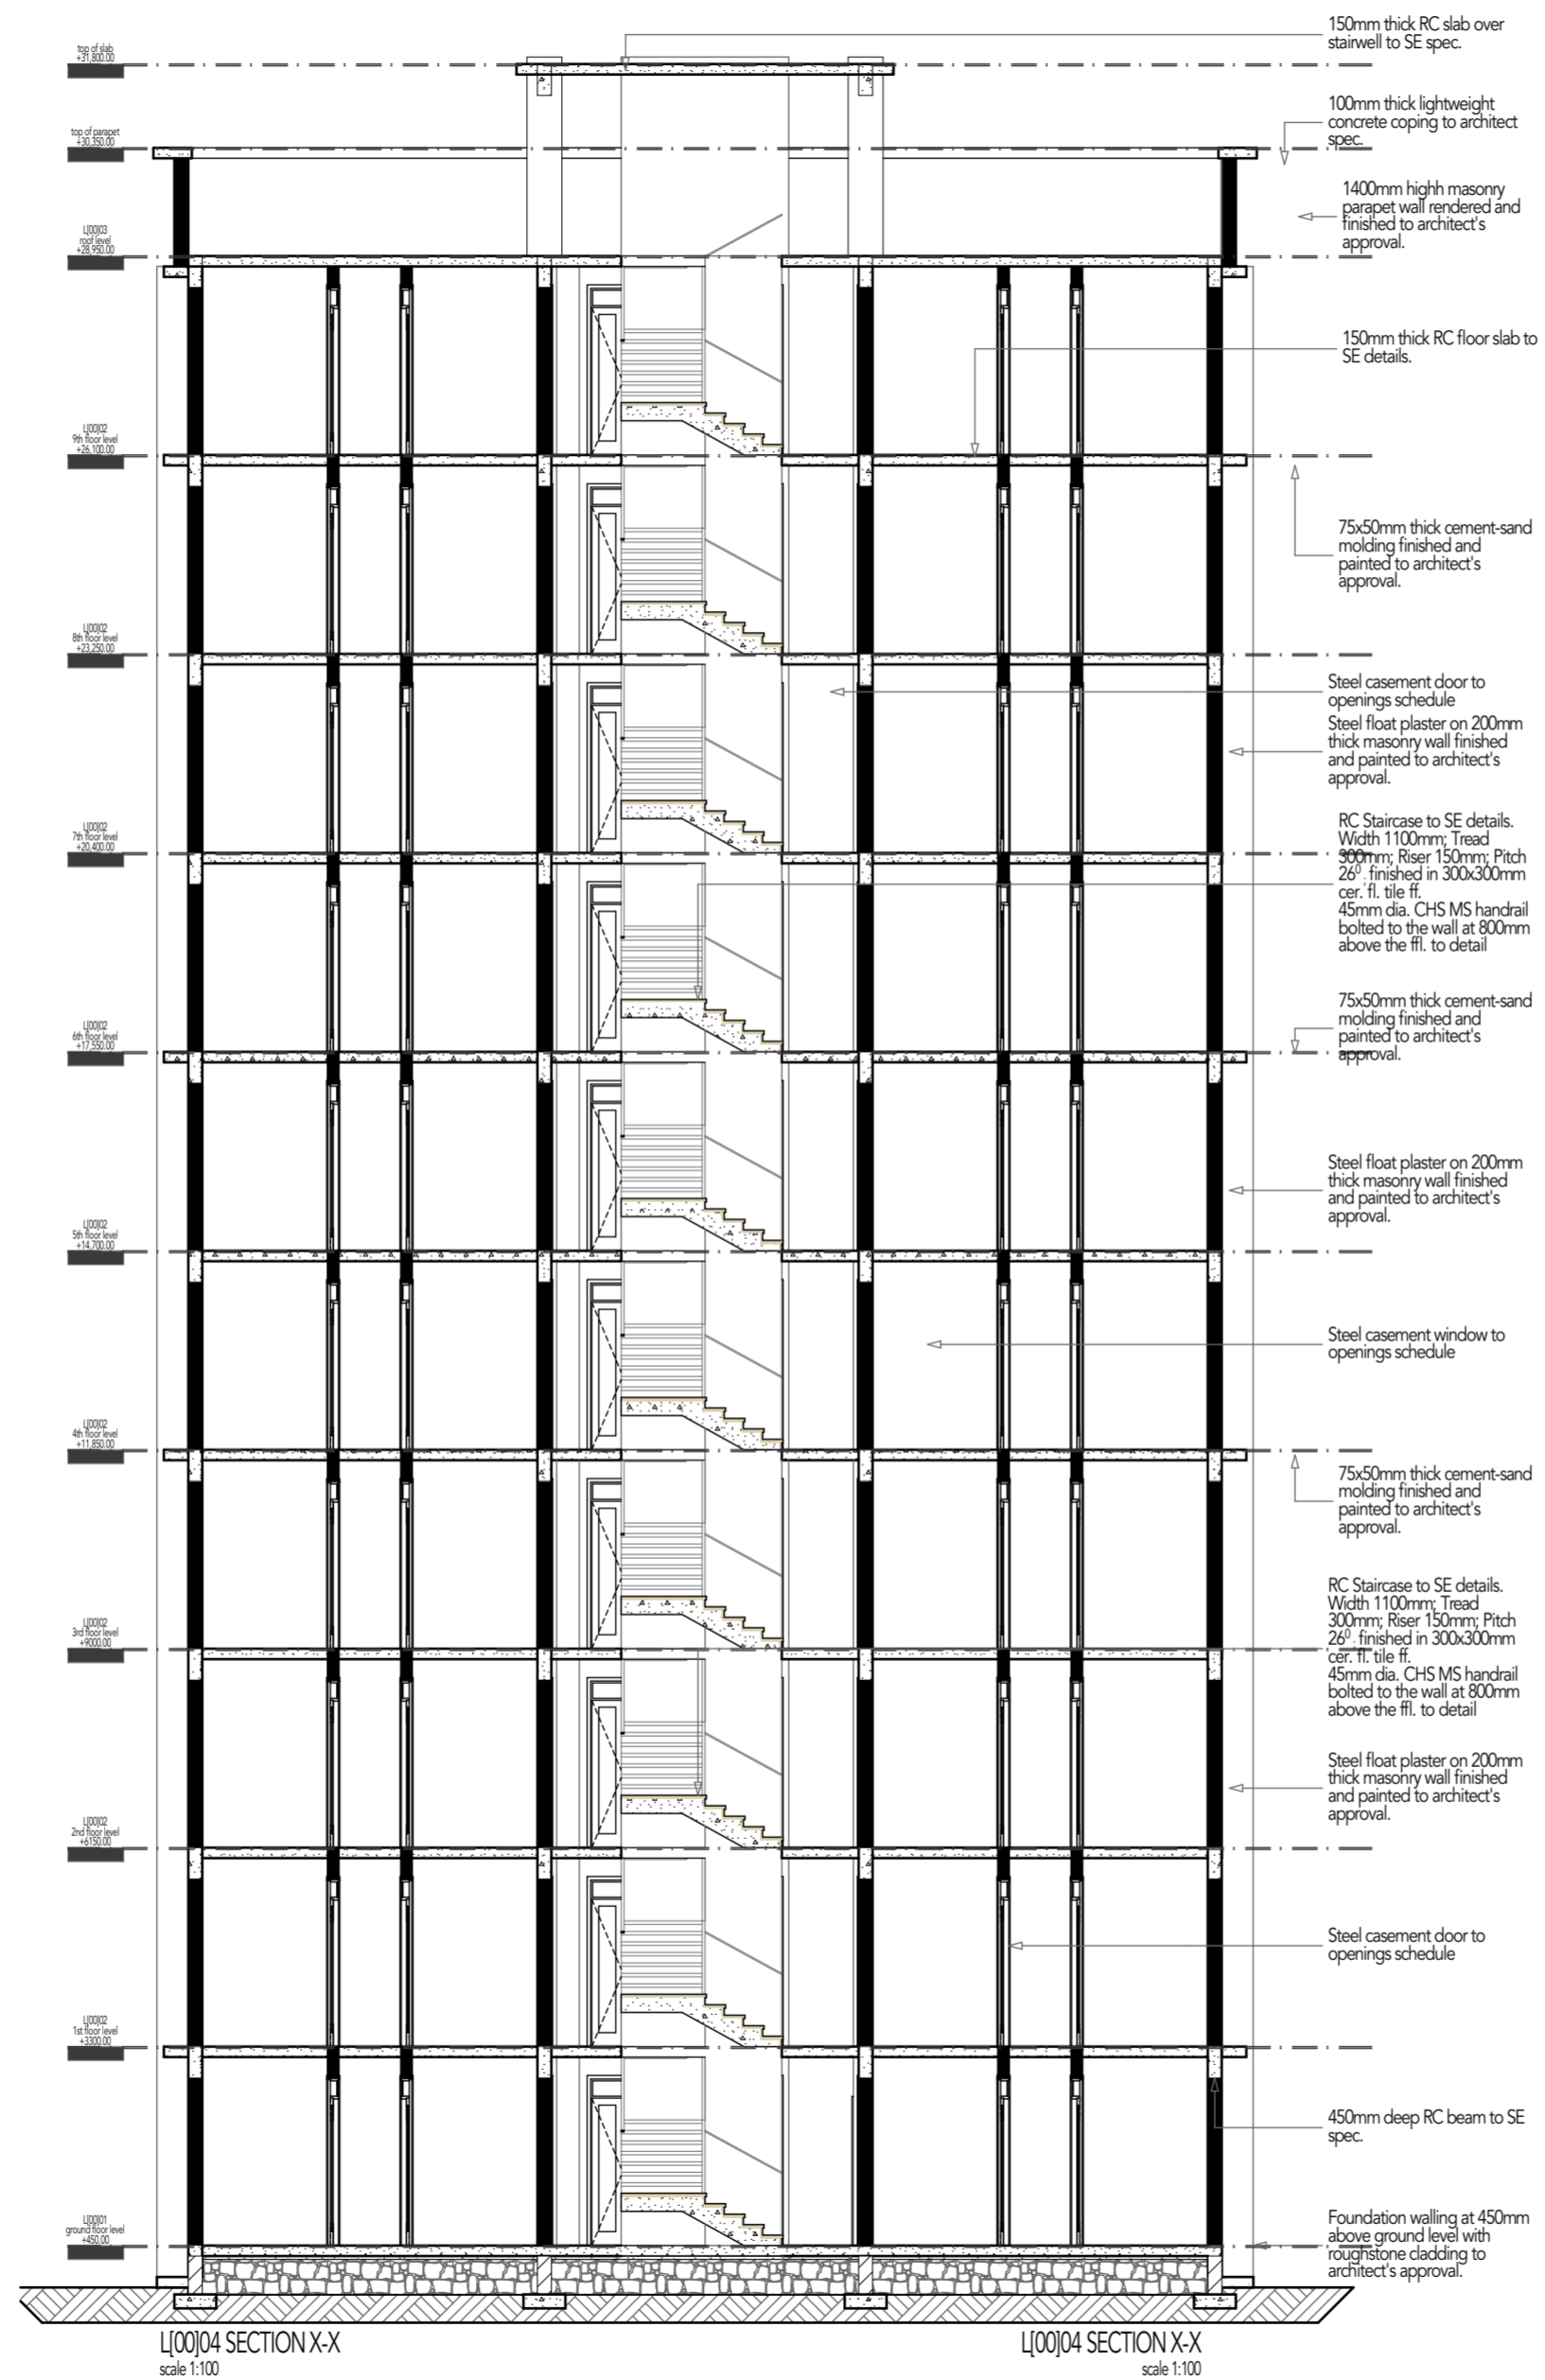 top of slab
+31,800.00
top of parapet
+30,350.00
L[00]03
roof level
+28,950.00
L[00]02
9th floor level
+26,100.00
L[00]02
8th floor level
+23,250.00
L[00]02
7th floor level
+20,400.00
L[00]02
6th floor level
+17,550.00
L[00]02
5th floor level
+14,700.00
L[00]02
4th floor level
+11,850.00
L[00]02
3rd floor level
+9000.00
L[00]02
2nd floor level
+6150.00
L[00]02
1st floor level
+3300.00
L[00]01
ground floor level
+450.00
150mm thick RC slab over
stairwell to SE spec.
100mm thick lightweight
concrete coping to architect
spec.
1400mm highh masonry
parapet wall rendered and
finished to architect's
approval.
150mm thick RC floor slab to
SE details.
75x50mm thick cement-sand
molding finished and
painted to architect's
approval.
Steel casement door to
openings schedule
Steel float plaster on 200mm
thick masonry wall finished
and painted to architect's
approval.
RC Staircase to SE details.
Width 1100mm; Tread
300mm; Riser 150mm; Pitch
26⁰. finished in 300x300mm
cer. fl. tile ff.
45mm dia. CHS MS handrail
bolted to the wall at 800mm
above the ffl. to detail
75x50mm thick cement-sand
molding finished and
painted to architect's
approval.
Steel float plaster on 200mm
thick masonry wall finished
and painted to architect's
approval.
Steel casement window to
openings schedule
75x50mm thick cement-sand
molding finished and
painted to architect's
approval.
RC Staircase to SE details.
Width 1100mm; Tread
300mm; Riser 150mm; Pitch
26⁰. finished in 300x300mm
cer. fl. tile ff.
45mm dia. CHS MS handrail
bolted to the wall at 800mm
above the ffl. to detail
Steel float plaster on 200mm
thick masonry wall finished
and painted to architect's
approval.
Steel casement door to
openings schedule
450mm deep RC beam to SE
spec.
Foundation walling at 450mm
above ground level with
roughstone cladding to
architect's approval.
L[00]04 SECTION X-X
scale 1:100
L[00]04 SECTION X-X
scale 1:100